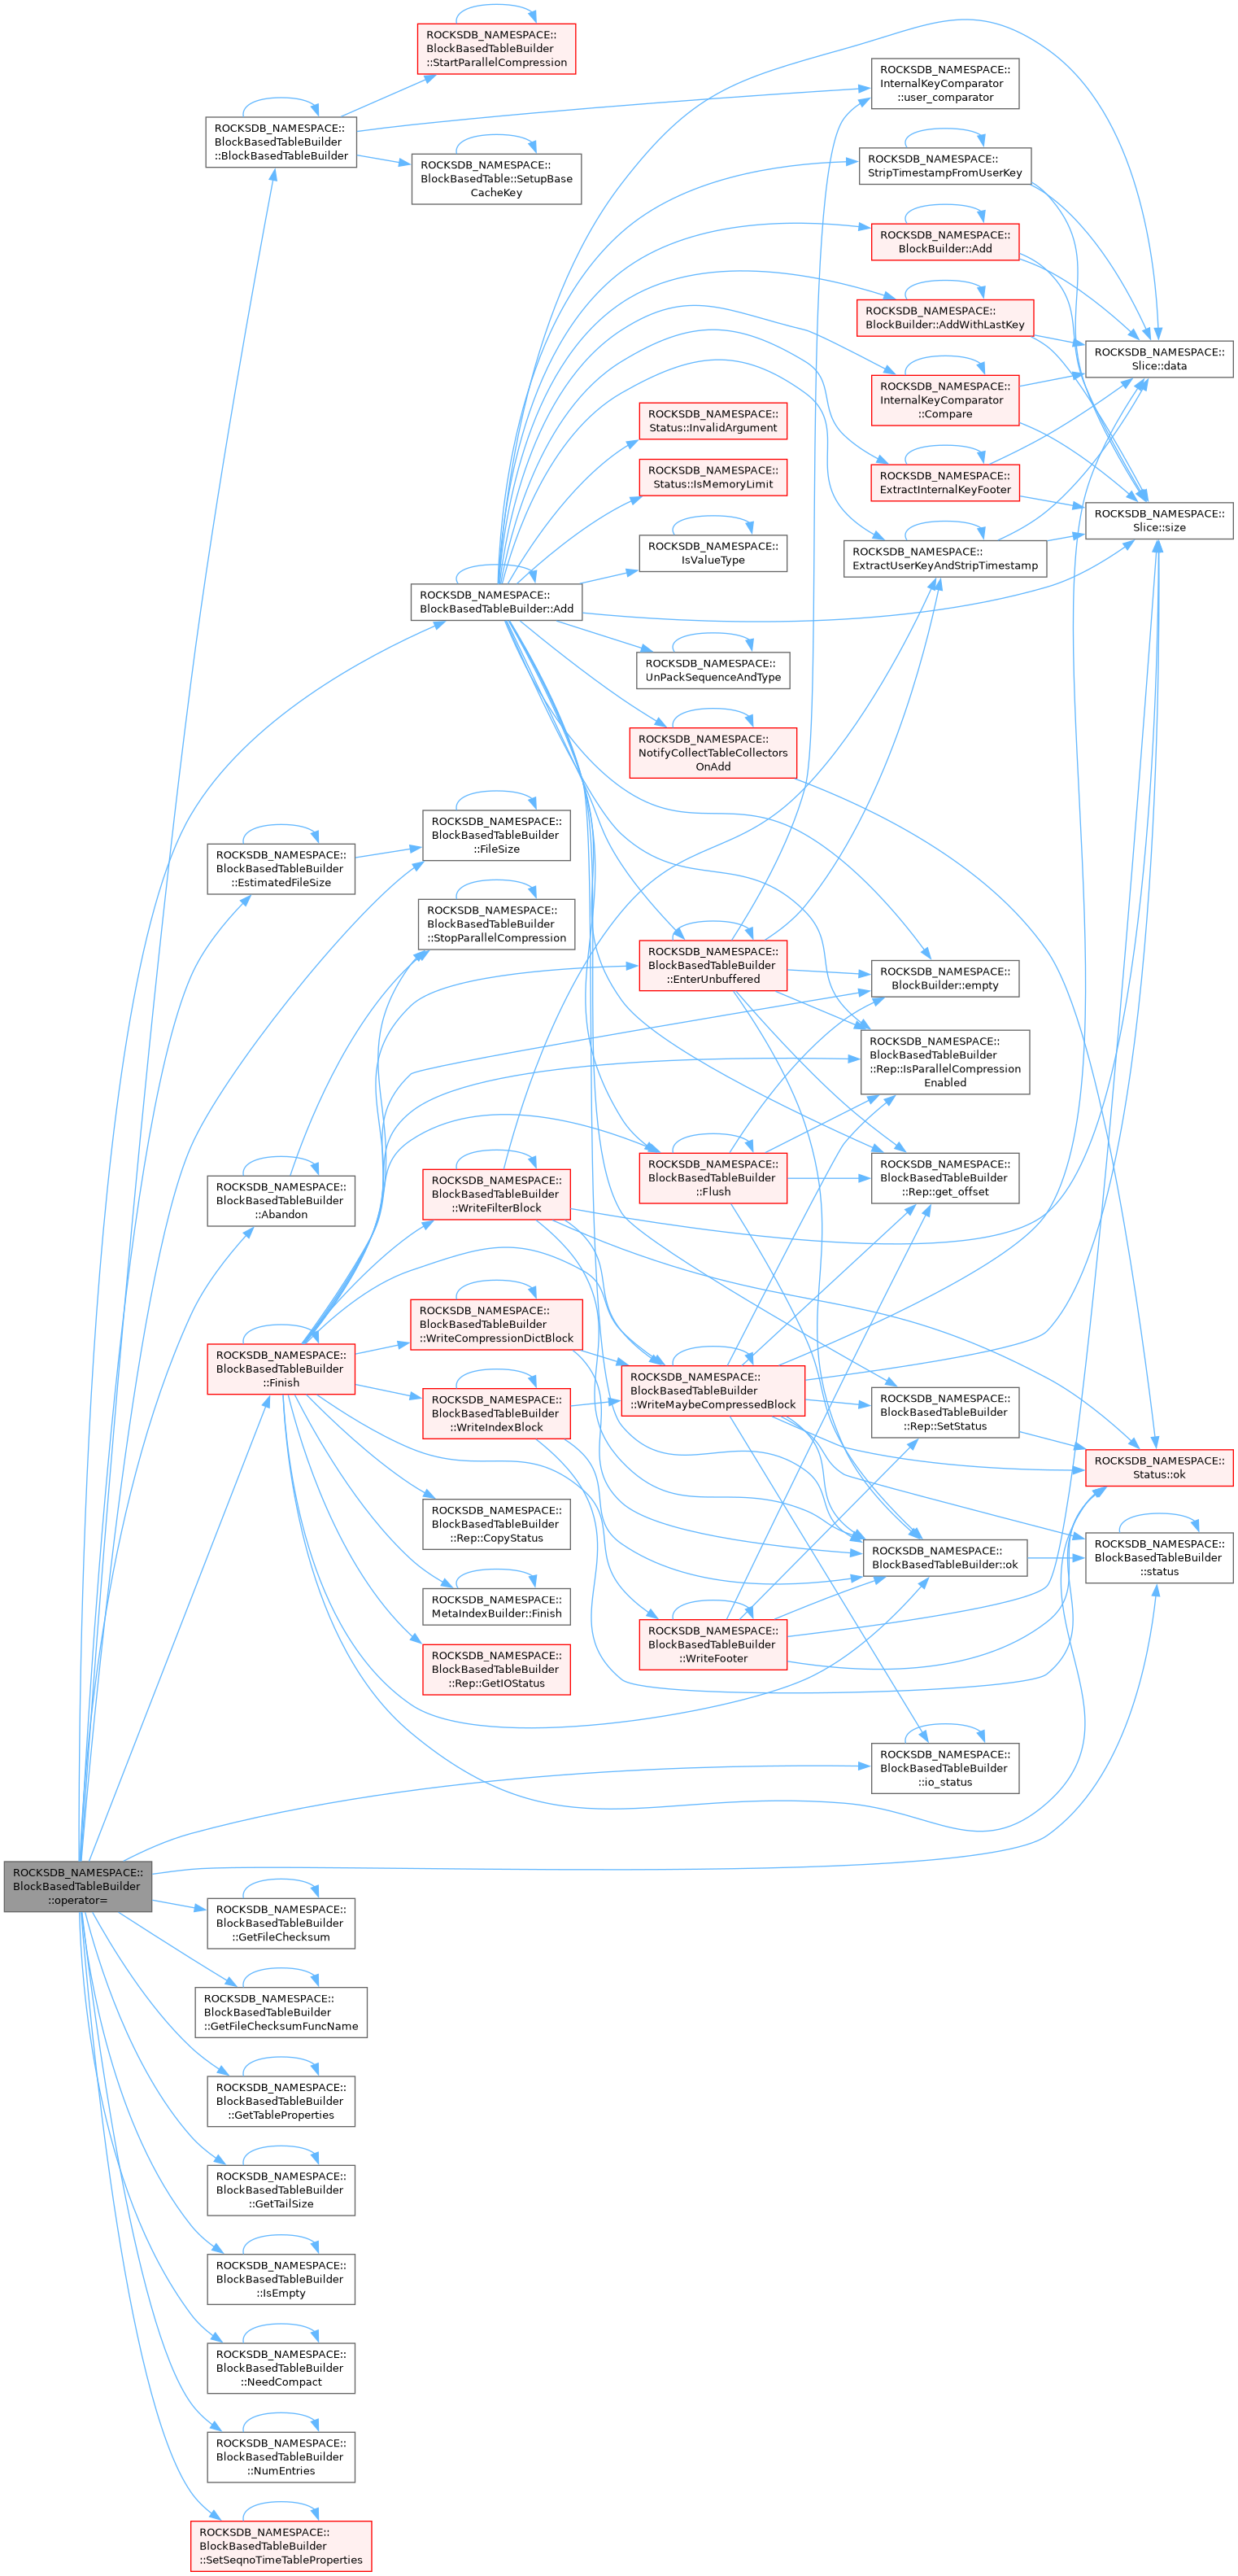 ROCKSDB_NAMESPACE::
BlockBasedTableBuilder
::StartParallelCompression
ROCKSDB_NAMESPACE::
InternalKeyComparator
::user_comparator
ROCKSDB_NAMESPACE::
BlockBasedTableBuilder
::BlockBasedTableBuilder
ROCKSDB_NAMESPACE::
BlockBasedTable::SetupBase
CacheKey
ROCKSDB_NAMESPACE::
StripTimestampFromUserKey
ROCKSDB_NAMESPACE::
BlockBuilder::Add
ROCKSDB_NAMESPACE::
BlockBuilder::AddWithLastKey
ROCKSDB_NAMESPACE::
Slice::data
ROCKSDB_NAMESPACE::
InternalKeyComparator
::Compare
ROCKSDB_NAMESPACE::
Status::InvalidArgument
ROCKSDB_NAMESPACE::
Status::IsMemoryLimit
ROCKSDB_NAMESPACE::
ExtractInternalKeyFooter
ROCKSDB_NAMESPACE::
Slice::size
ROCKSDB_NAMESPACE::
IsValueType
ROCKSDB_NAMESPACE::
ExtractUserKeyAndStripTimestamp
ROCKSDB_NAMESPACE::
BlockBasedTableBuilder::Add
ROCKSDB_NAMESPACE::
UnPackSequenceAndType
ROCKSDB_NAMESPACE::
NotifyCollectTableCollectors
OnAdd
ROCKSDB_NAMESPACE::
BlockBasedTableBuilder
::FileSize
ROCKSDB_NAMESPACE::
BlockBasedTableBuilder
::EstimatedFileSize
ROCKSDB_NAMESPACE::
BlockBasedTableBuilder
::StopParallelCompression
ROCKSDB_NAMESPACE::
BlockBasedTableBuilder
::EnterUnbuffered
ROCKSDB_NAMESPACE::
BlockBuilder::empty
ROCKSDB_NAMESPACE::
BlockBasedTableBuilder
::Rep::IsParallelCompression
Enabled
ROCKSDB_NAMESPACE::
BlockBasedTableBuilder
::Abandon
ROCKSDB_NAMESPACE::
BlockBasedTableBuilder
::WriteFilterBlock
ROCKSDB_NAMESPACE::
BlockBasedTableBuilder
::Flush
ROCKSDB_NAMESPACE::
BlockBasedTableBuilder
::Rep::get_offset
ROCKSDB_NAMESPACE::
BlockBasedTableBuilder
::WriteCompressionDictBlock
ROCKSDB_NAMESPACE::
BlockBasedTableBuilder
::Finish
ROCKSDB_NAMESPACE::
BlockBasedTableBuilder
::WriteMaybeCompressedBlock
ROCKSDB_NAMESPACE::
BlockBasedTableBuilder
::WriteIndexBlock
ROCKSDB_NAMESPACE::
BlockBasedTableBuilder
::Rep::SetStatus
ROCKSDB_NAMESPACE::
Status::ok
ROCKSDB_NAMESPACE::
BlockBasedTableBuilder
::Rep::CopyStatus
ROCKSDB_NAMESPACE::
BlockBasedTableBuilder::ok
ROCKSDB_NAMESPACE::
BlockBasedTableBuilder
::status
ROCKSDB_NAMESPACE::
MetaIndexBuilder::Finish
ROCKSDB_NAMESPACE::
BlockBasedTableBuilder
::WriteFooter
ROCKSDB_NAMESPACE::
BlockBasedTableBuilder
::Rep::GetIOStatus
ROCKSDB_NAMESPACE::
BlockBasedTableBuilder
::io_status
ROCKSDB_NAMESPACE::
BlockBasedTableBuilder
::operator=
ROCKSDB_NAMESPACE::
BlockBasedTableBuilder
::GetFileChecksum
ROCKSDB_NAMESPACE::
BlockBasedTableBuilder
::GetFileChecksumFuncName
ROCKSDB_NAMESPACE::
BlockBasedTableBuilder
::GetTableProperties
ROCKSDB_NAMESPACE::
BlockBasedTableBuilder
::GetTailSize
ROCKSDB_NAMESPACE::
BlockBasedTableBuilder
::IsEmpty
ROCKSDB_NAMESPACE::
BlockBasedTableBuilder
::NeedCompact
ROCKSDB_NAMESPACE::
BlockBasedTableBuilder
::NumEntries
ROCKSDB_NAMESPACE::
BlockBasedTableBuilder
::SetSeqnoTimeTableProperties